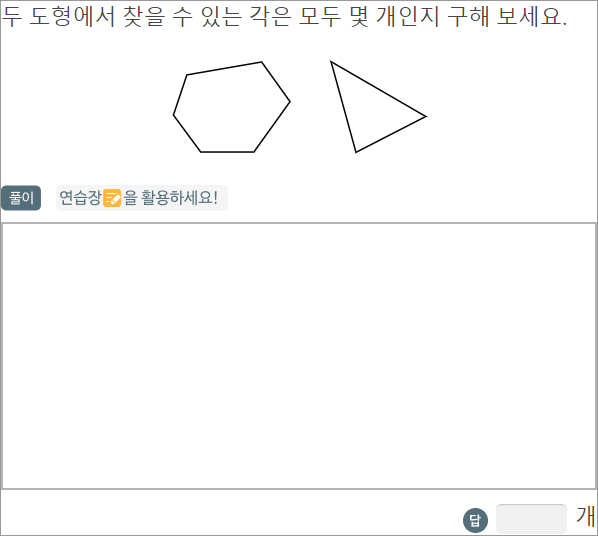 두 도형에서 찾을 수 있는 각은 모두 몇 개인지 구해 보세요.
풀이 연습장을 활용하세요!
답 개